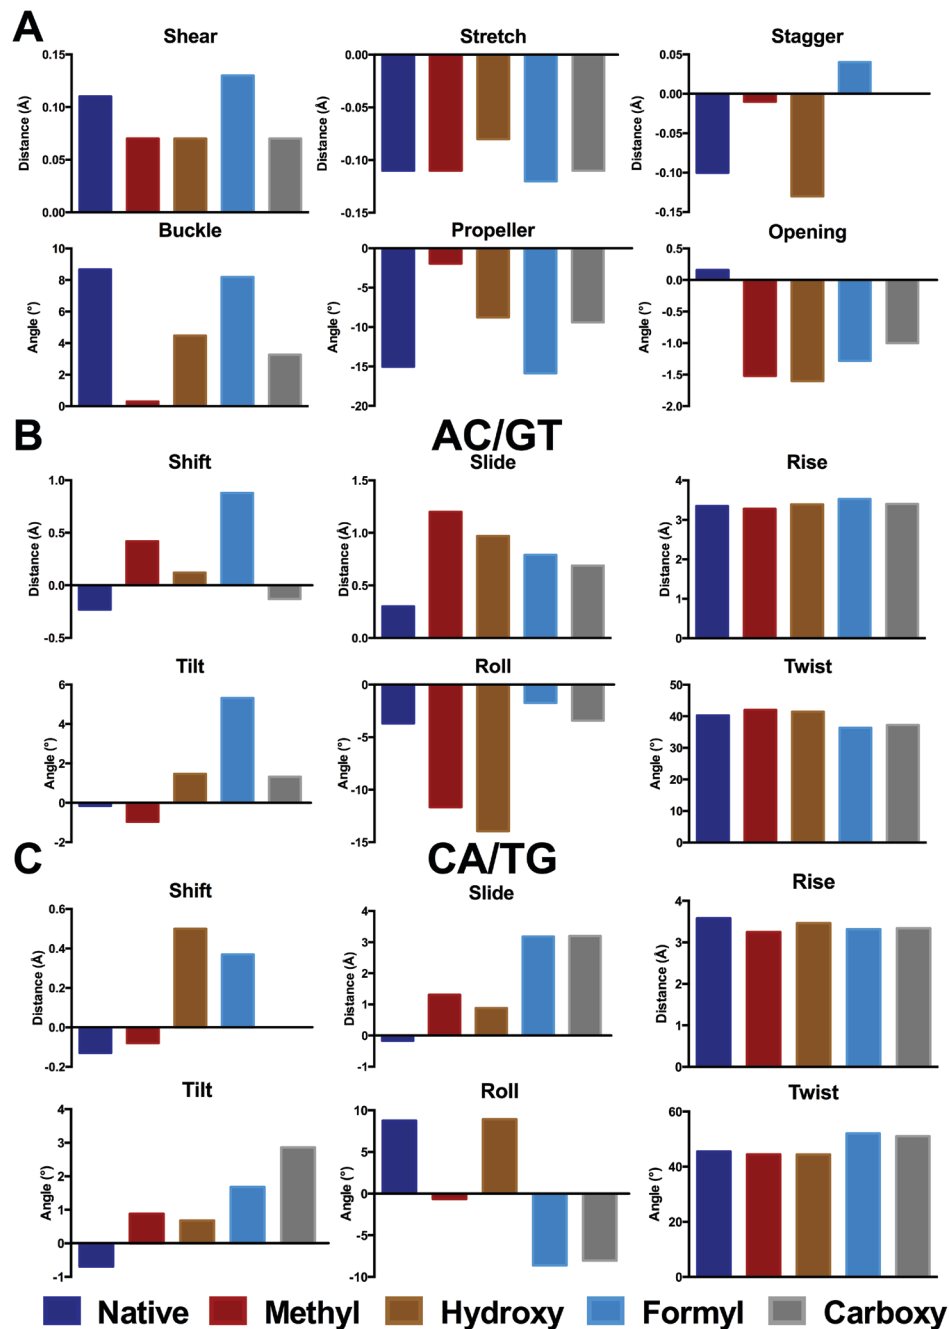 A
Shear
Stretch
Stagger
Distance (Å)
0.15
0.10
0.05
0.00
Distance (Å)
0.00
-0.05
-0.10
-0.15
Distance (Å)
0.05
0.00
-0.05
-0.10
-0.15
Buckle
Propeller
Opening
Angle (°)
10
8
6
4
2
0
Angle (°)
0
-5
-10
-15
-20
Angle (°)
0.5
0.0
-0.5
-1.0
-1.5
-2.0
B
AC/GT
Shift
Slide
Rise
Distance (Å)
1.0
0.5
0.0
-0.5
Distance (Å)
1.5
1.0
0.5
0.0
Distance (Å)
4
3
2
1
0
Tilt
Roll
Twist
Angle (°)
6
4
2
0
-2
Angle (°)
0
-5
-10
-15
Angle (°)
50
40
30
20
10
0
C
CA/TG
Shift
Slide
Rise
Distance (Å)
0.6
0.4
0.2
0.0
-0.2
Distance (Å)
4
3
2
1
0
-1
Distance (Å)
4
3
2
1
0
Tilt
Roll
Twist
Angle (°)
4
3
2
1
0
-1
Angle (°)
10
5
0
-5
-10
Angle (°)
60
40
20
0
Native Methyl Hydroxy Formyl Carboxy